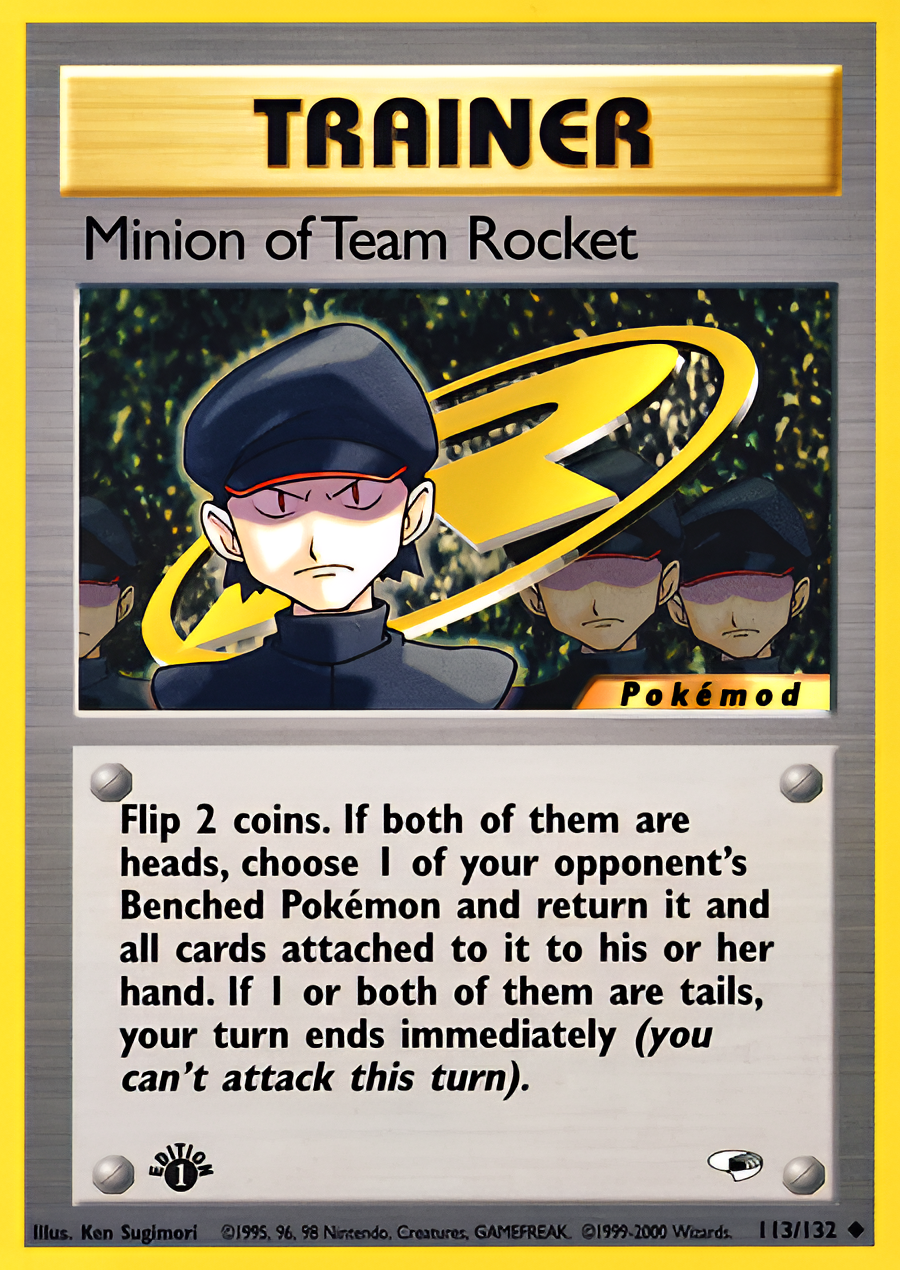 TRAINER
Minion of Team Rocket
Pokémod
Flip 2 coins. If both of them are
heads, choose 1 of your opponent's
Benched Pokémon and return it and
all cards attached to it to his or her
hand. If 1 or both of them are tails,
your turn ends immediately (you
can't attack this turn).
EDITION
1
Illus. Ken Sugimori ©1995, 96, 98 Nintendo, Creatures, GAMEFREAK. ©1999-2000 Wizards. 113/132